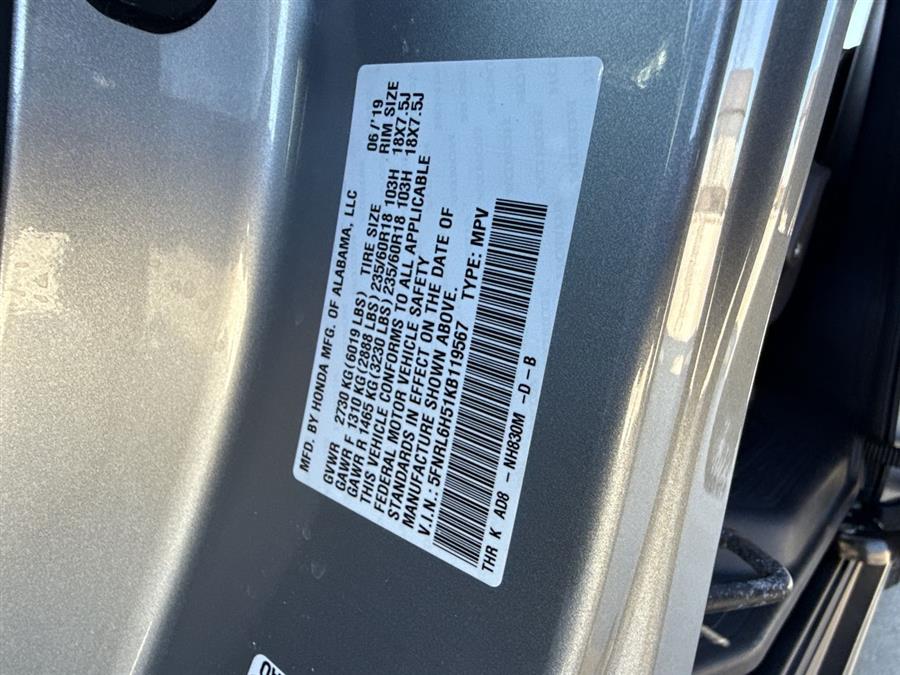 MFD. BY HONDA MFG. OF ALABAMA, LLC 06/'19
GVWR 2730 KG(6019 LBS) TIRE SIZE RIM SIZE
GAWR F 1310 KG(2888 LBS) 235/60R18 103H 18X7.5J
GAWR R 1465 KG(3230 LBS) 235/60R18 103H 18X7.5J
THIS VEHICLE CONFORMS TO ALL APPLICABLE
FEDERAL MOTOR VEHICLE SAFETY
STANDARDS IN EFFECT ON THE DATE OF
MANUFACTURE SHOWN ABOVE.
V.I.N.: 5FNRL6H51KB119567 TYPE: MPV
THR K AD8 - NH830M -D-B